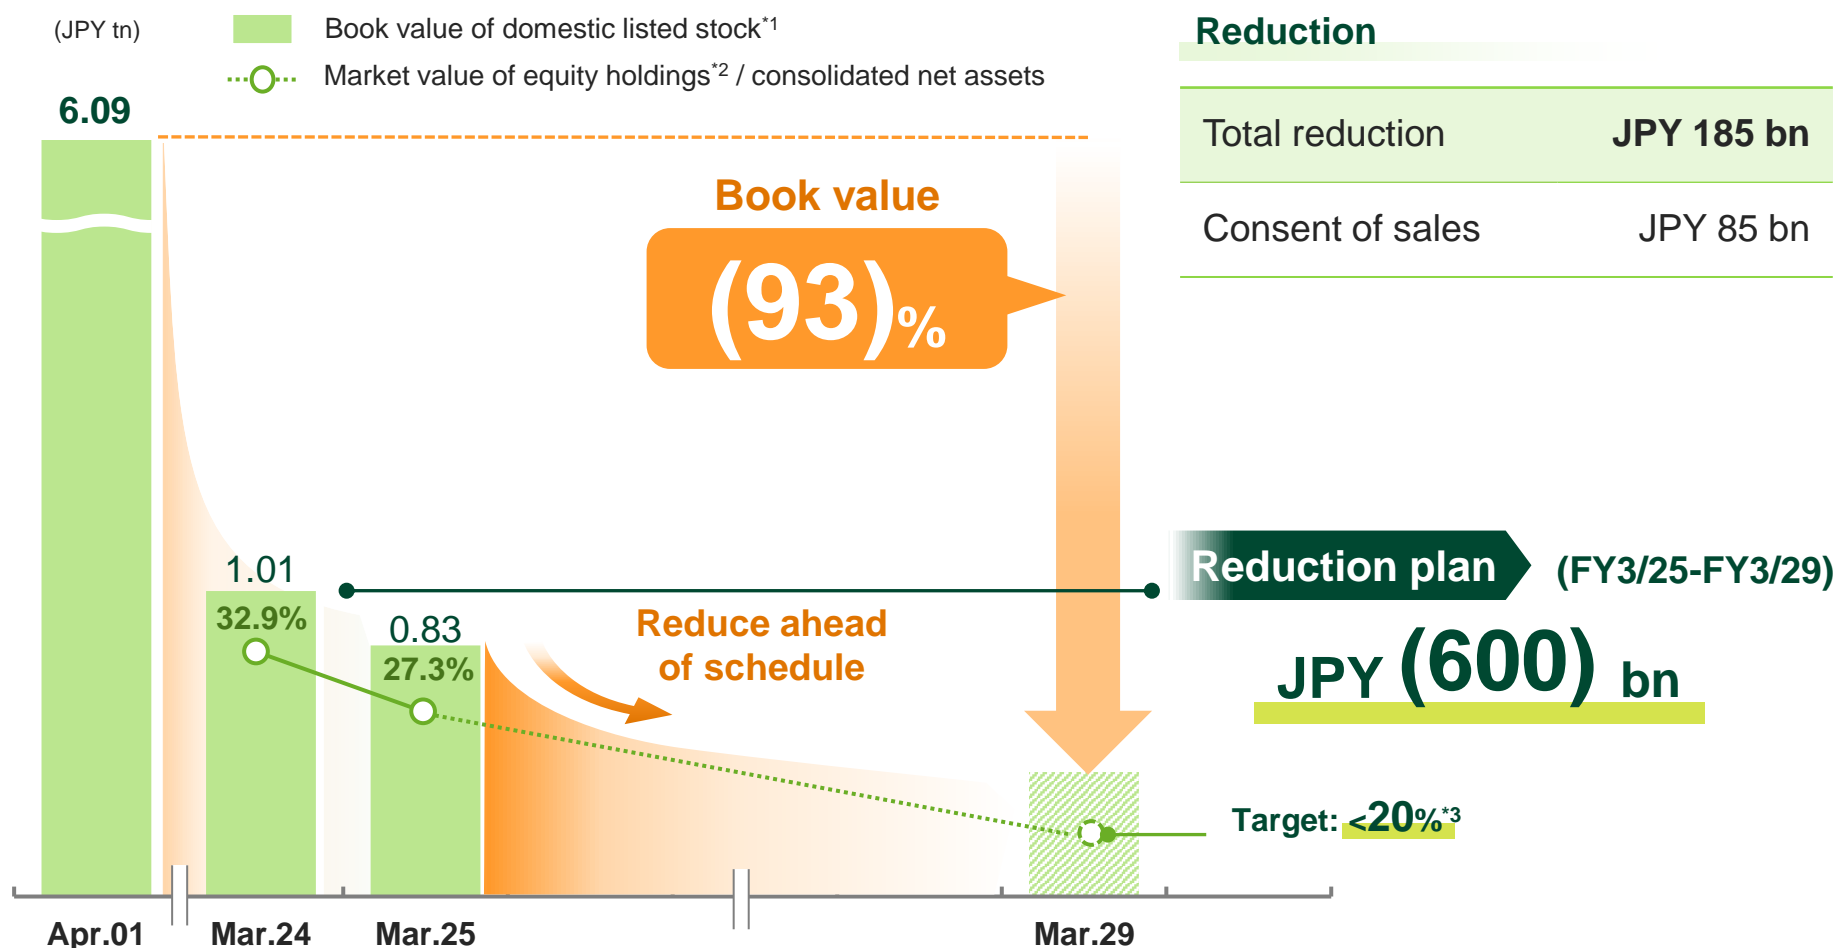 (JPY tn)
Book value of domestic listed stock*1
Market value of equity holdings*2 / consolidated net assets
6.09
Book value
(93)%
1.01
32.9%
0.83
27.3%
Reduce ahead
of schedule
Apr.01
Mar.24
Mar.25
Mar.29
Reduction
Total reduction JPY 185 bn
Consent of sales JPY 85 bn
Reduction plan (FY3/25-FY3/29)
JPY (600) bn
Target: <20%*3